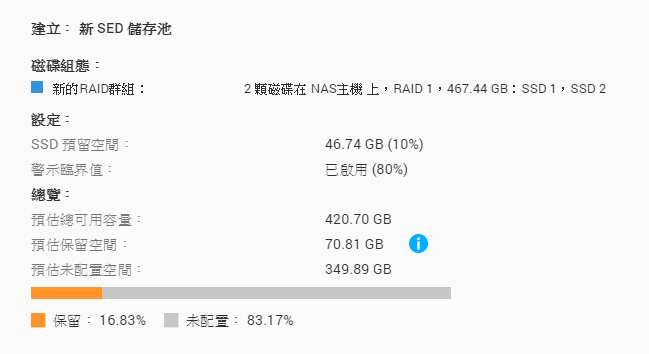 建立： 新 SED 儲存池
磁碟組態：
新的RAID群組： 2 顆磁碟在 NAS主機 上，RAID 1，467.44 GB：SSD 1，SSD 2
設定：
SSD 預留空間： 46.74 GB (10%)
警示臨界值： 已啟用 (80%)
總覽：
預估總可用容量： 420.70 GB
預估保留空間： 70.81 GB
預估未配置空間： 349.89 GB
保留： 16.83% 未配置： 83.17%